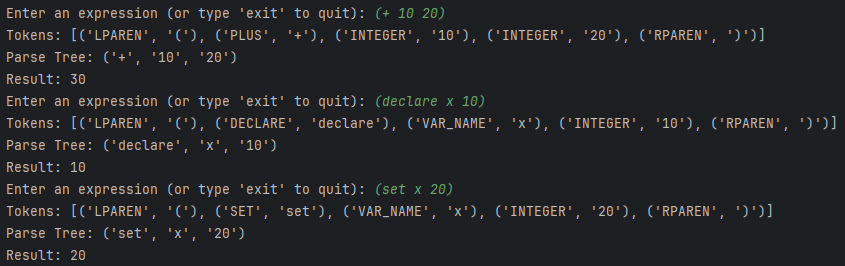 Enter an expression (or type 'exit' to quit): (+ 10 20)
Tokens: [('LPAREN', '('), ('PLUS', '+'), ('INTEGER', '10'), ('INTEGER', '20'), ('RPAREN', ')')]
Parse Tree: ('+', '10', '20')
Result: 30
Enter an expression (or type 'exit' to quit): (declare x 10)
Tokens: [('LPAREN', '('), ('DECLARE', 'declare'), ('VAR_NAME', 'x'), ('INTEGER', '10'), ('RPAREN', ')')]
Parse Tree: ('declare', 'x', '10')
Result: 10
Enter an expression (or type 'exit' to quit): (set x 20)
Tokens: [('LPAREN', '('), ('SET', 'set'), ('VAR_NAME', 'x'), ('INTEGER', '20'), ('RPAREN', ')')]
Parse Tree: ('set', 'x', '20')
Result: 20